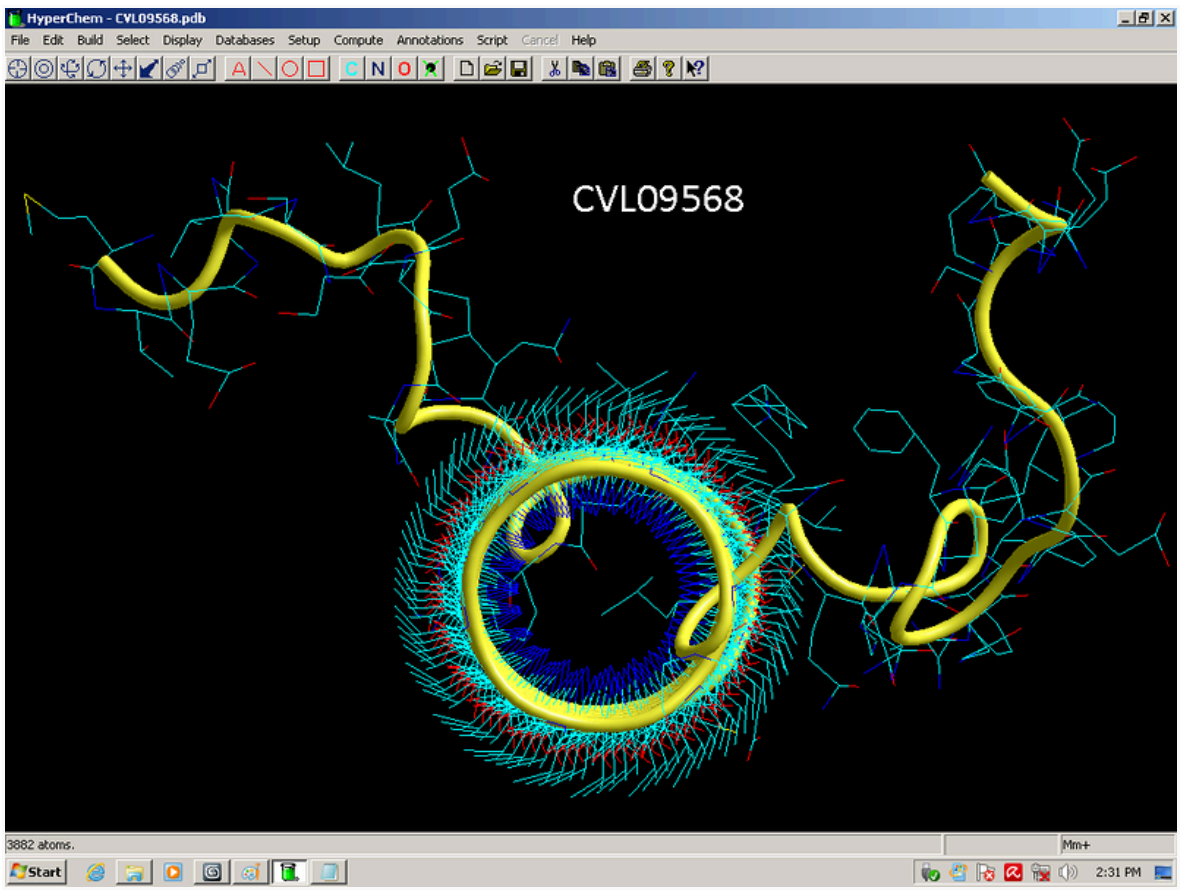 HyperChem - CVL09568.pdb
File Edit Build Select Display Databases Setup Compute Annotations Script Cancel Help
A C N O
CVL09568
3882 atoms.
Mm+
Start
2:31 PM